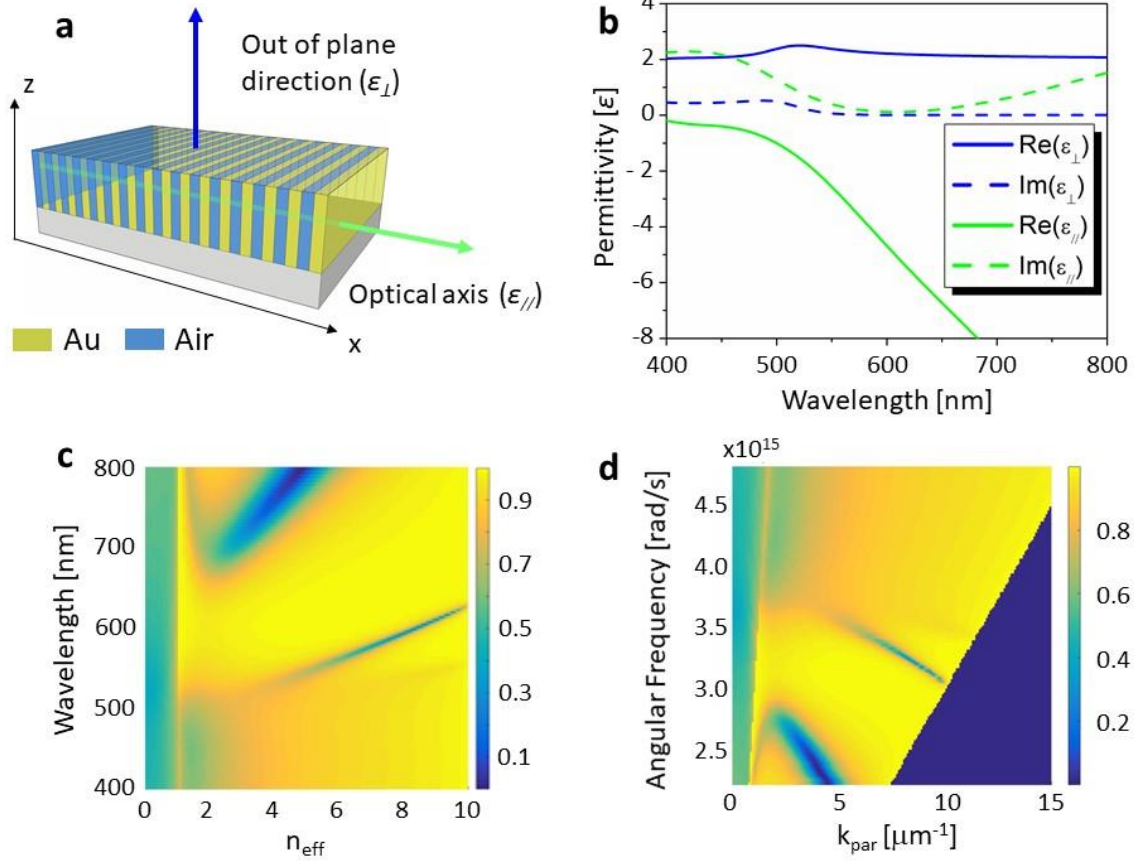 a
Out of plane
direction (ε⊥)
z
Optical axis (ε//)
x
Au
Air
b
4
2
0
-2
-4
-6
-8
Permittivity [ε]
Re(ε⊥)
Im(ε⊥)
Re(ε//)
Im(ε//)
400
500
600
700
800
Wavelength [nm]
c
800
700
600
500
400
Wavelength [nm]
0
2
4
6
8
10
n_eff
0.9
0.7
0.5
0.3
0.1
d
x10^15
4.5
4.0
3.5
3.0
2.5
Angular Frequency [rad/s]
0
5
10
15
k_par [μm^-1]
0.8
0.6
0.4
0.2